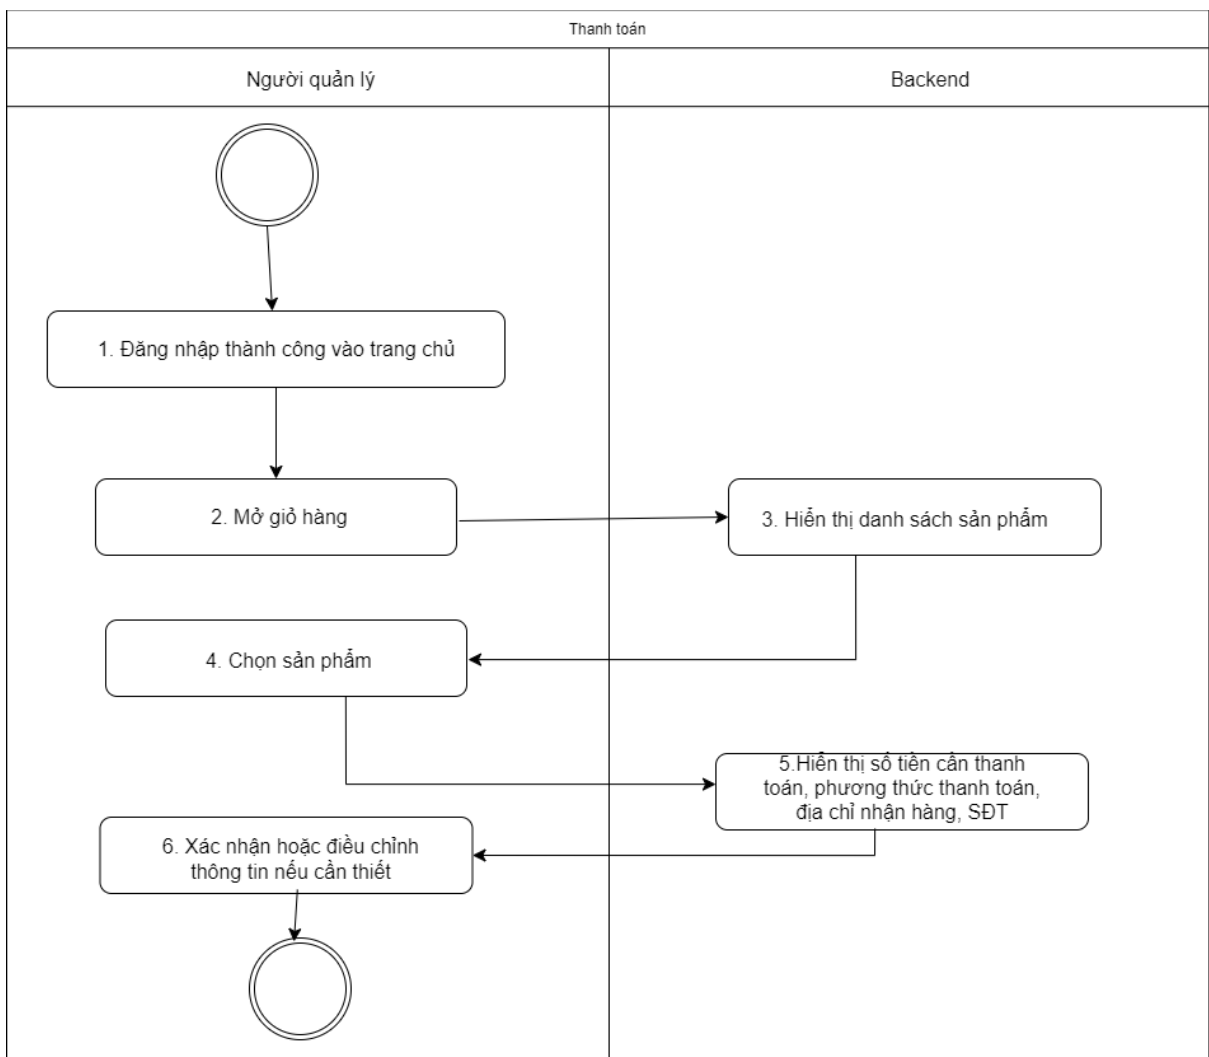 Thanh toán
Người quản lý
Backend
1. Đăng nhập thành công vào trang chủ
2. Mở giỏ hàng
3. Hiển thị danh sách sản phẩm
4. Chọn sản phẩm
5.Hiển thị số tiền cần thanh
toán, phương thức thanh toán,
địa chỉ nhận hàng, SĐT
6. Xác nhận hoặc điều chỉnh
thông tin nếu cần thiết